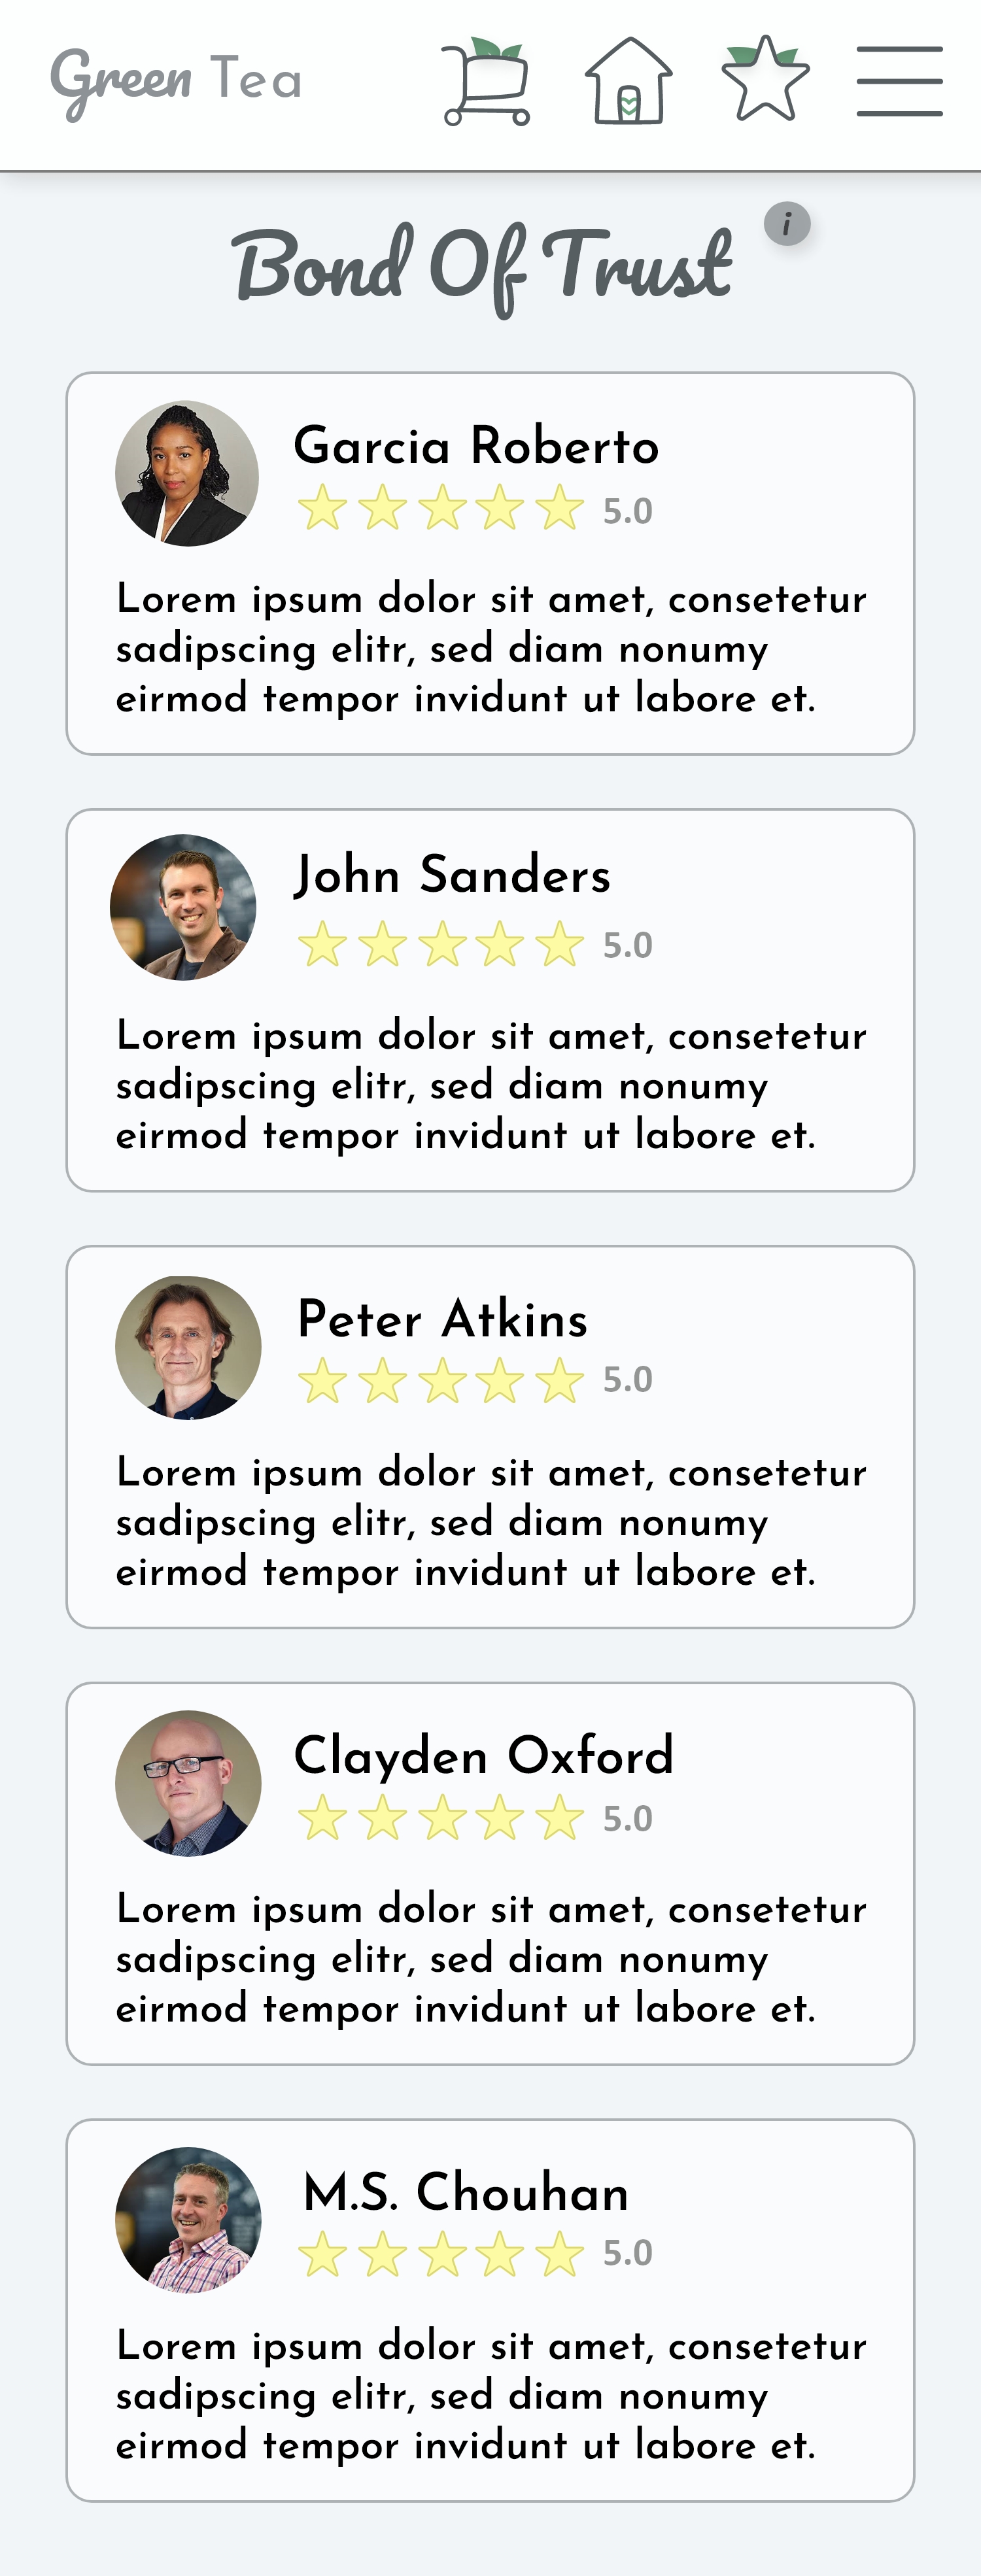 Green Tea
Bond Of Trust
i
Garcia Roberto
5.0
Lorem ipsum dolor sit amet, consetetur
sadipscing elitr, sed diam nonumy
eirmod tempor invidunt ut labore et.
John Sanders
5.0
Lorem ipsum dolor sit amet, consetetur
sadipscing elitr, sed diam nonumy
eirmod tempor invidunt ut labore et.
Peter Atkins
5.0
Lorem ipsum dolor sit amet, consetetur
sadipscing elitr, sed diam nonumy
eirmod tempor invidunt ut labore et.
Clayden Oxford
5.0
Lorem ipsum dolor sit amet, consetetur
sadipscing elitr, sed diam nonumy
eirmod tempor invidunt ut labore et.
M.S. Chouhan
5.0
Lorem ipsum dolor sit amet, consetetur
sadipscing elitr, sed diam nonumy
eirmod tempor invidunt ut labore et.